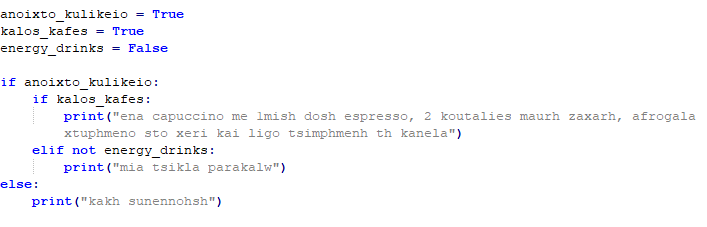 anoixto_kulikeio = True
kalos_kafes = True
energy_drinks = False
if anoixto_kulikeio:
if kalos_kafes:
print("ena capuccino me 1mish dosh espresso, 2 koutalies maurh zaxarh, afrogala
xtuphmeno sto xeri kai ligo tsimphmenh th kanela")
elif not energy_drinks:
print("mia tsikla parakalw")
else:
print("kakh sunennohsh")